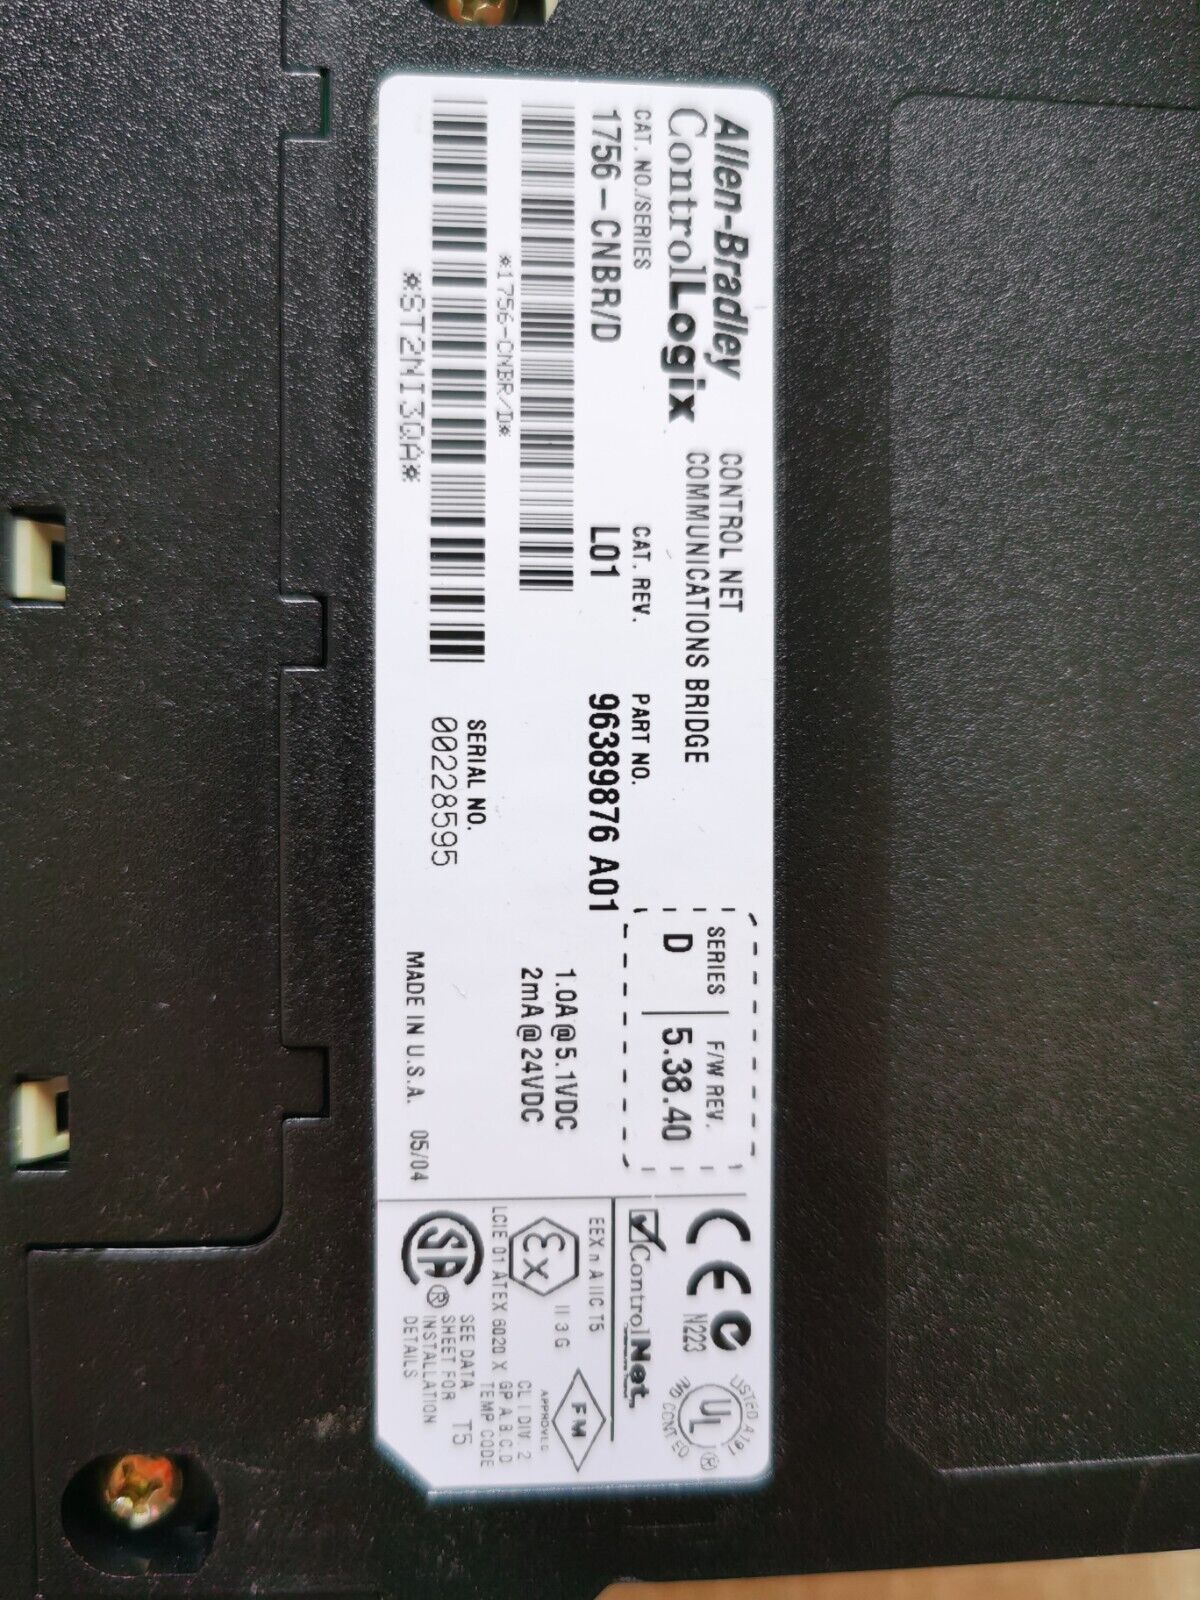 Allen-Bradley
ControlLogix
CONTROL NET
COMMUNICATIONS BRIDGE
SERIES F/W REV.
D 5.38.40
CAT. NO./SERIES CAT. REV. PART NO.
1756-CNBR/D L01 96389876 A01
*1756-CNBR/D*
1.0A@5.1VDC
2mA@24VDC
SERIAL NO.
00228595
*ST2NI3QA*
MADE IN U.S.A. 05/04
CE N223
LISTED
UL ®
ControlNet
EEX n A IIC T5
Ex II 3 G
LCIE 01 ATEX 6020 X
FM
APPROVED
CL I DIV. 2
GP A.B.C.D
TEMP CODE
T5
SA ®
SEE DATA
SHEET FOR
INSTALLATION
DETAILS